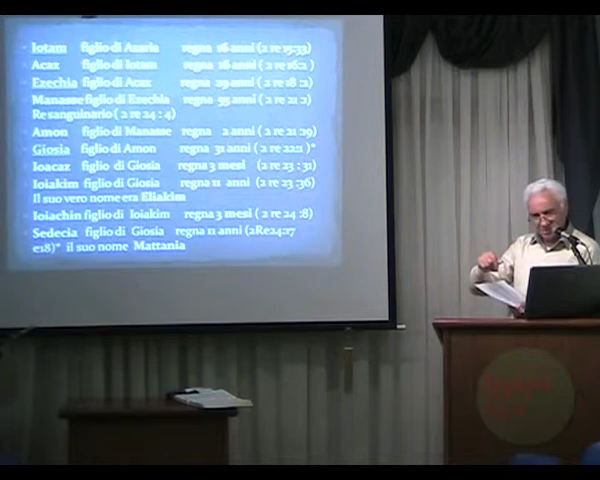 Iotam figlio di Azaria regna 16 anni (2 re 15:33)
Acaz figlio di Iotam regna 16 anni (2 re 16:2 )
Ezechia figlio di Acaz regna 29 anni ( 2 re 18 :2)
Manasse figlio di Ezechia regna 55 anni ( 2 re 21 2)
Re sanguinario ( 2 re 24 : 4)
Amon figlio di Manasse regna 2 anni ( 2 re 21 :19)
Giosia figlio di Amon regna 31 anni ( 2 re 22:1 )*
Ioacaz figlio di Giosia regna 3 mesi (2 re 23 : 31)
Ioiakim figlio di Giosia regna 11 anni (2 re 23 :36)
Il suo vero nome era Eliakim
Ioiachin figlio di Ioiakim regna 3 mesi ( 2 re 24 :8)
Sedecia figlio di Giosia regna 11 anni (2Re24:17
e18)* il suo nome Mattania